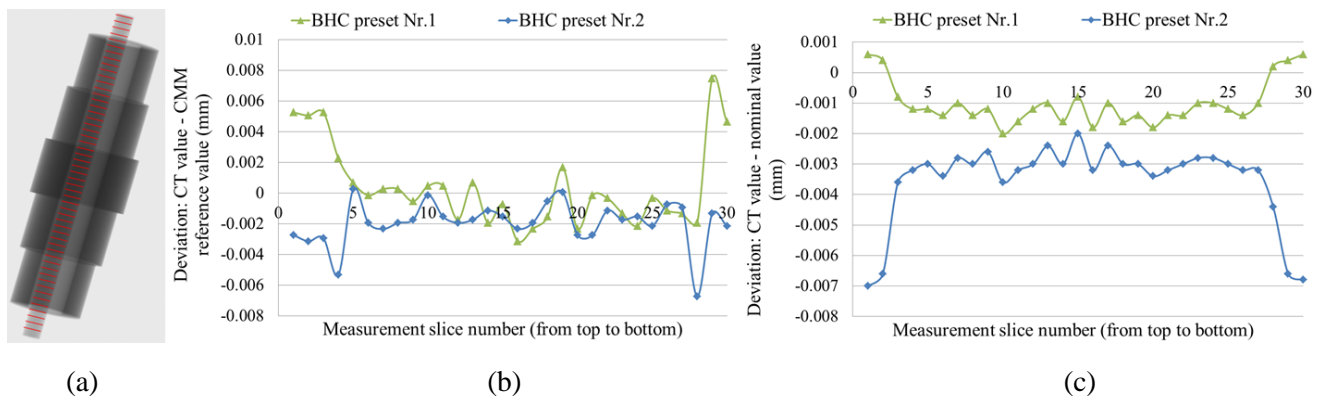 BHC preset Nr.1
BHC preset Nr.2
Deviation: CT value - CMM
reference value (mm)
0.01
0.008
0.006
0.004
0.002
0
-0.002
-0.004
-0.006
-0.008
0
5
10
15
20
25
30
Measurement slice number (from top to bottom)
BHC preset Nr.1
BHC preset Nr.2
Deviation: CT value - nominal value
(mm)
0.001
0
-0.001
-0.002
-0.003
-0.004
-0.005
-0.006
-0.007
-0.008
0
5
10
15
20
25
30
Measurement slice number (from top to bottom)
(a)
(b)
(c)